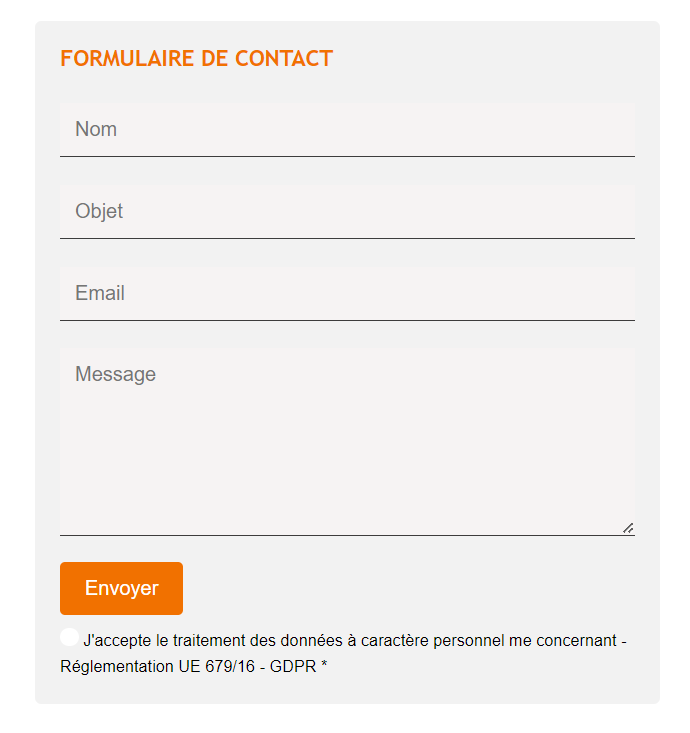 FORMULAIRE DE CONTACT
Nom
Objet
Email
Message
Envoyer
J'accepte le traitement des données à caractère personnel me concernant -
Réglementation UE 679/16 - GDPR *